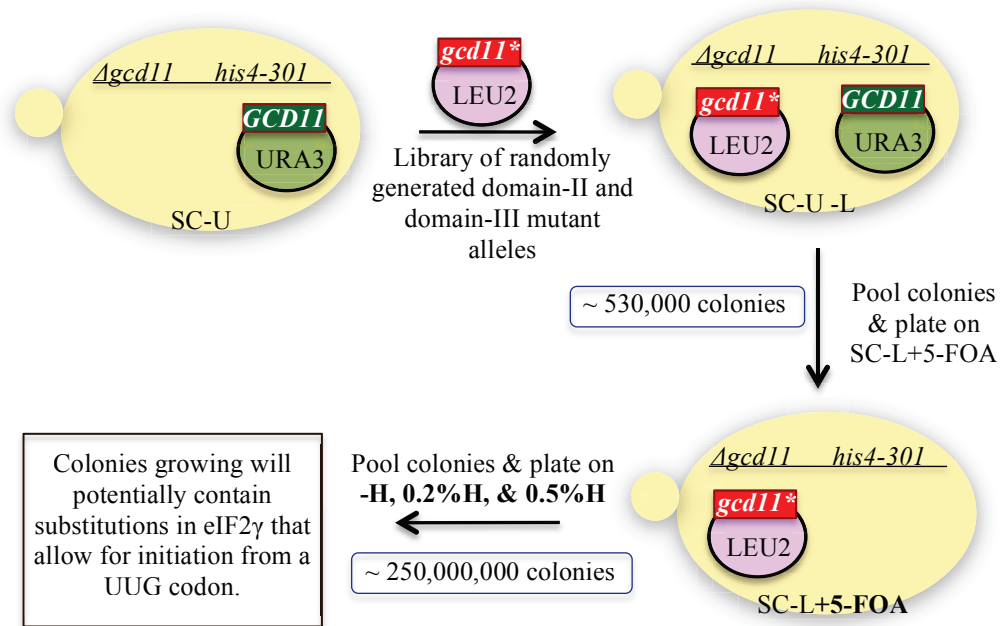 Δgcd11 his4-301
GCD11
URA3
SC-U
gcd11*
LEU2
Library of randomly
generated domain-II and
domain-III mutant
alleles
Δgcd11 his4-301
gcd11*
LEU2
GCD11
URA3
SC-U -L
~ 530,000 colonies
Pool colonies
& plate on
SC-L+5-FOA
Δgcd11 his4-301
gcd11*
LEU2
SC-L+5-FOA
Pool colonies & plate on
-H, 0.2%H, & 0.5%H
~ 250,000,000 colonies
Colonies growing will
potentially contain
substitutions in eIF2γ that
allow for initiation from a
UUG codon.